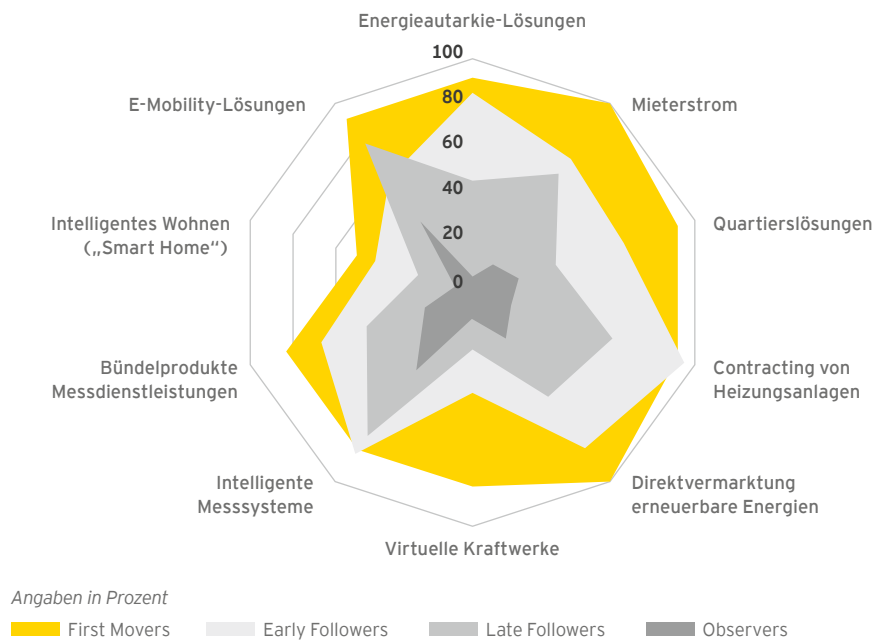 Energieautarkie-Lösungen
100
80
60
40
20
0
E-Mobility-Lösungen
Mieterstrom
Intelligentes Wohnen
(„Smart Home“)
Quartierslösungen
Bündelprodukte
Messdienstleistungen
Contracting von
Heizungsanlagen
Intelligente
Messsysteme
Direktvermarktung
erneuerbare Energien
Virtuelle Kraftwerke
Angaben in Prozent
First Movers
Early Followers
Late Followers
Observers